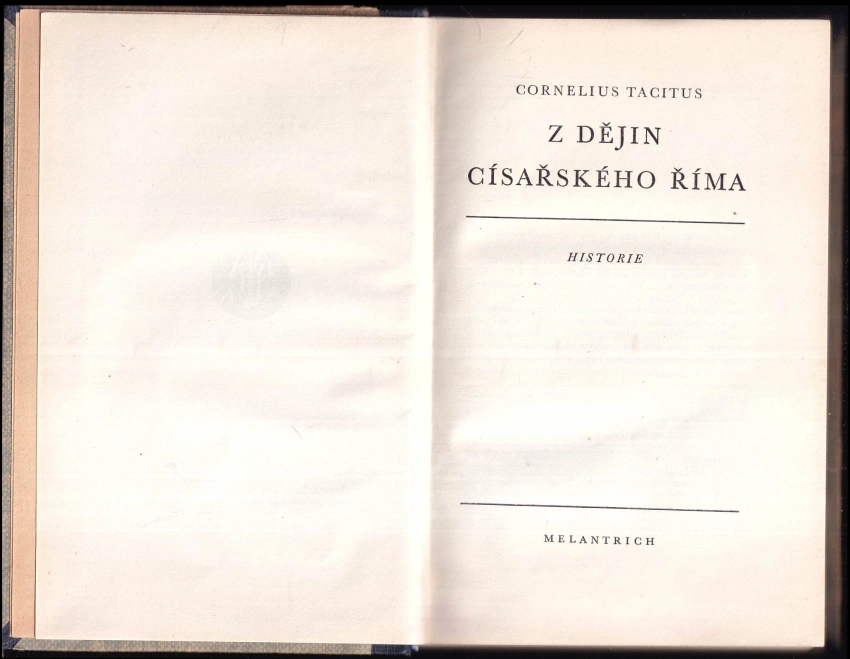 CORNELIUS TACITUS
Z DĚJIN
CÍSAŘSKÉHO ŘÍMA
HISTORIE
MELANTRICH